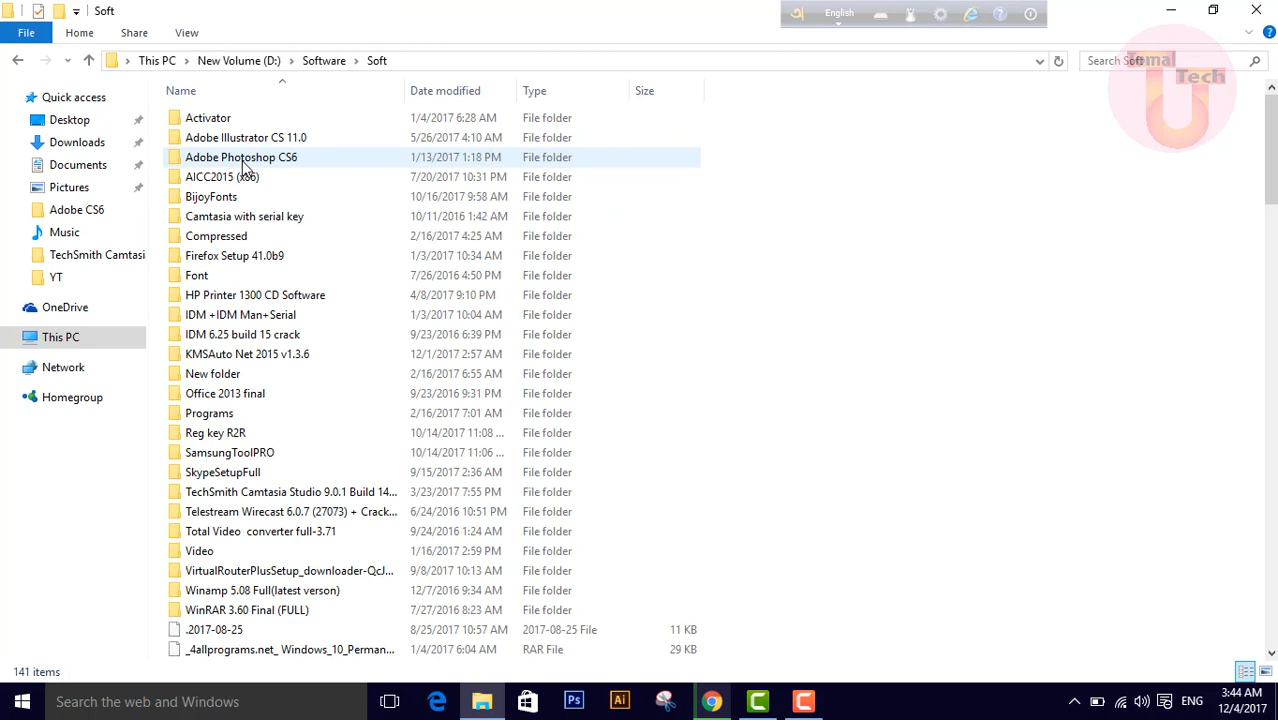 Soft
English
File Home Share View
This PC New Volume (D:) Software Soft
Search Soft
Tomal
Tech
Quick access
Desktop
Downloads
Documents
Pictures
Adobe CS6
Music
TechSmith Camtasi
YT
OneDrive
This PC
Network
Homegroup
Name Date modified Type Size
Activator 1/4/2017 6:28 AM File folder
Adobe Illustrator CS 11.0 5/26/2017 4:10 AM File folder
Adobe Photoshop CS6 1/13/2017 1:18 PM File folder
AICC2015 (x86) 7/20/2017 10:31 PM File folder
BijoyFonts 10/16/2017 9:58 AM File folder
Camtasia with serial key 10/11/2016 1:42 AM File folder
Compressed 2/16/2017 4:25 AM File folder
Firefox Setup 41.0b9 1/3/2017 10:34 AM File folder
Font 7/26/2016 4:50 PM File folder
HP Printer 1300 CD Software 4/8/2017 9:10 PM File folder
IDM +IDM Man+Serial 1/3/2017 10:04 AM File folder
IDM 6.25 build 15 crack 9/23/2016 6:39 PM File folder
KMSAuto Net 2015 v1.3.6 12/1/2017 2:57 AM File folder
New folder 2/16/2017 6:55 AM File folder
Office 2013 final 9/23/2016 9:31 PM File folder
Programs 2/16/2017 7:01 AM File folder
Reg key R2R 10/14/2017 11:08 ... File folder
SamsungToolPRO 10/14/2017 11:06 ... File folder
SkypeSetupFull 9/15/2017 2:36 AM File folder
TechSmith Camtasia Studio 9.0.1 Build 14... 3/23/2017 7:55 PM File folder
Telestream Wirecast 6.0.7 (27073) + Crack... 6/24/2016 10:51 PM File folder
Total Video converter full-3.71 9/24/2016 1:24 AM File folder
Video 1/16/2017 2:59 PM File folder
VirtualRouterPlusSetup_downloader-QcJ... 9/8/2017 10:13 AM File folder
Winamp 5.08 Full(latest verson) 12/7/2016 9:34 AM File folder
WinRAR 3.60 Final (FULL) 7/27/2016 8:23 AM File folder
.2017-08-25 8/25/2017 10:57 AM 2017-08-25 File 11 KB
_4allprograms.net_ Windows_10_Perman... 1/4/2017 6:04 AM RAR File 29 KB
141 items
Search the web and Windows
Ps
Ai
ENG
3:44 AM
12/4/2017